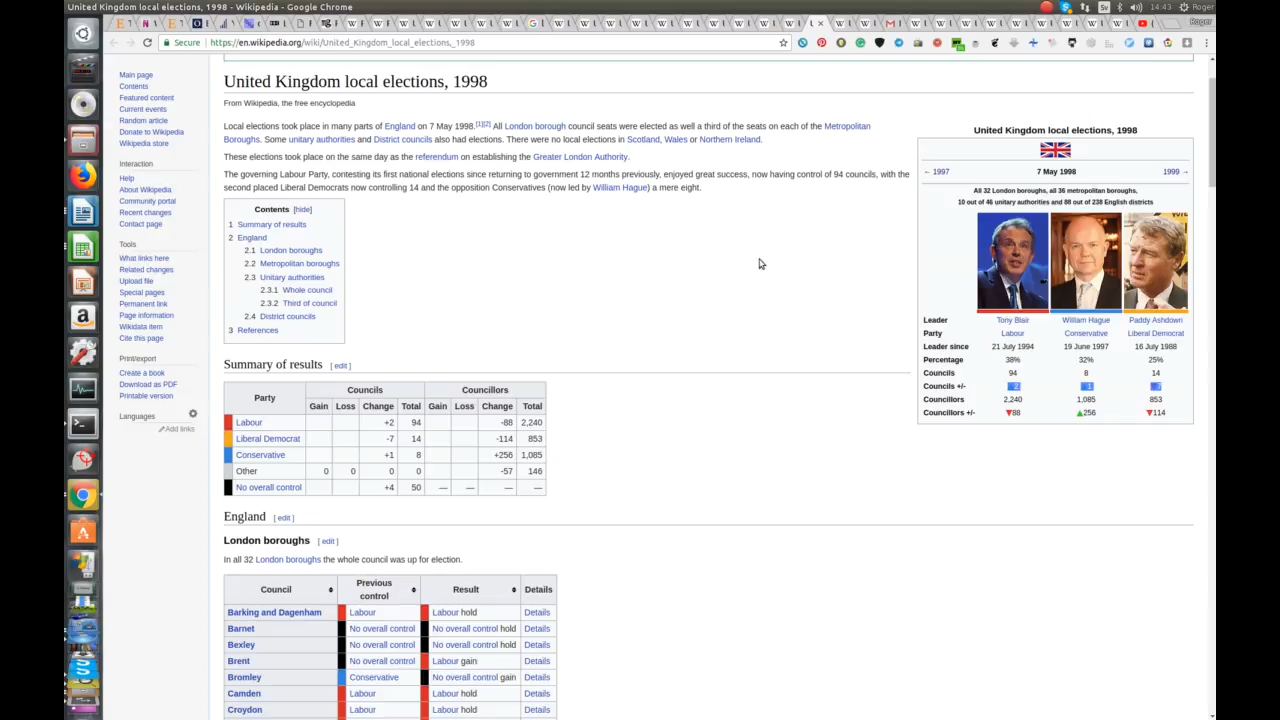 United Kingdom local elections, 1998 - Google Chrome
Sv
14:43
Roger
Roger
Secure
https://en.wikipedia.org/wiki/United_Kingdom_local_elections,_1998
Main page
Contents
Featured content
Current events
Random article
Donate to Wikipedia
Wikipedia store
Interaction
Help
About Wikipedia
Community portal
Recent changes
Contact page
Tools
What links here
Related changes
Upload file
Special pages
Permanent link
Page information
Wikidata item
Cite this page
Print/export
Create a book
Download as PDF
Printable version
Languages
Add links
United Kingdom local elections, 1998
From Wikipedia, the free encyclopedia
Local elections took place in many parts of England on 7 May 1998.[1][2] All London borough council seats were elected as well a third of the seats on each of the Metropolitan
Boroughs. Some unitary authorities and District councils also had elections. There were no local elections in Scotland, Wales or Northern Ireland.
These elections took place on the same day as the referendum on establishing the Greater London Authority.
The governing Labour Party, contesting its first national elections since returning to government 12 months previously, enjoyed great success, now having control of 94 councils, with the
second placed Liberal Democrats now controlling 14 and the opposition Conservatives (now led by William Hague) a mere eight.
Contents [hide]
1 Summary of results
2 England
2.1 London boroughs
2.2 Metropolitan boroughs
2.3 Unitary authorities
2.3.1 Whole council
2.3.2 Third of council
2.4 District councils
3 References
Summary of results [ edit ]
Party Councils Councillors
Gain Loss Change Total Gain Loss Change Total
Labour +2 94 -88 2,240
Liberal Democrat -7 14 -114 853
Conservative +1 8 +256 1,085
Other 0 0 0 0 -57 146
No overall control +4 50 — — — —
England [ edit ]
London boroughs [ edit ]
In all 32 London boroughs the whole council was up for election.
Council Previous control Result Details
Barking and Dagenham Labour Labour hold Details
Barnet No overall control No overall control hold Details
Bexley No overall control No overall control hold Details
Brent No overall control Labour gain Details
Bromley Conservative No overall control gain Details
Camden Labour Labour hold Details
Croydon Labour Labour hold Details
United Kingdom local elections, 1998
← 1997 7 May 1998 1999 →
All 32 London boroughs, all 36 metropolitan boroughs,
10 out of 46 unitary authorities and 88 out of 238 English districts
Leader Tony Blair William Hague Paddy Ashdown
Party Labour Conservative Liberal Democrat
Leader since 21 July 1994 19 June 1997 16 July 1988
Percentage 38% 32% 25%
Councils 94 8 14
Councils +/- 2 1
Councillors 2,240 1,085 853
Councillors +/- ▼88 ▲256 ▼114